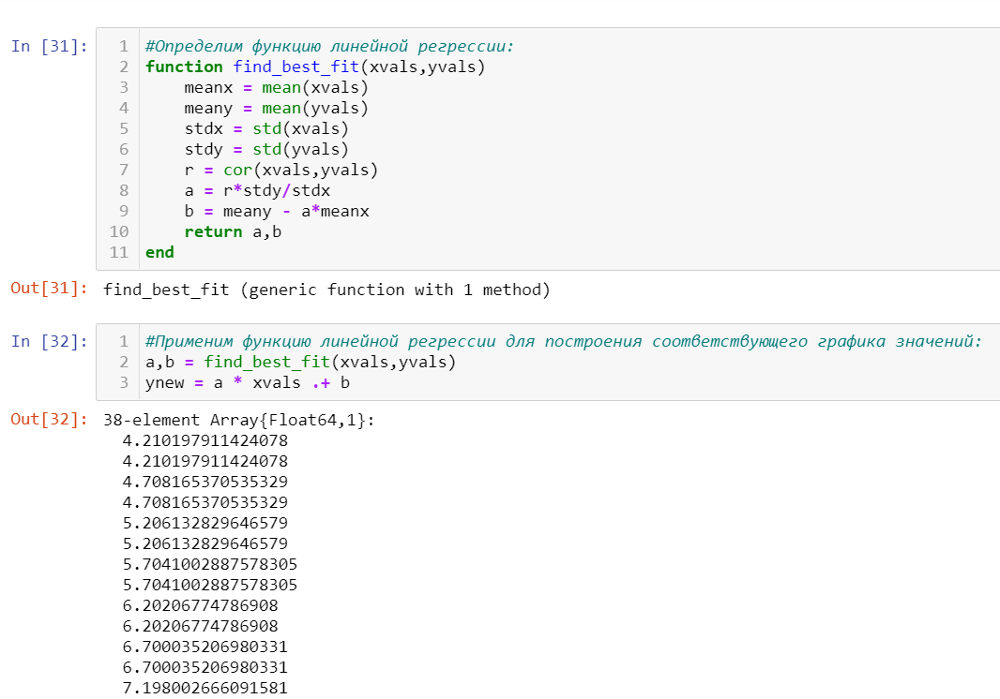 In [31]:
1 #Определим функцию линейной регрессии:
2 function find_best_fit(xvals,yvals)
3     meanx = mean(xvals)
4     meany = mean(yvals)
5     stdx = std(xvals)
6     stdy = std(yvals)
7     r = cor(xvals,yvals)
8     a = r*stdy/stdx
9     b = meany - a*meanx
10     return a,b
11 end
Out[31]: find_best_fit (generic function with 1 method)
In [32]:
1 #Применим функцию линейной регрессии для построения соответствующего графика значений:
2 a,b = find_best_fit(xvals,yvals)
3 ynew = a * xvals .+ b
Out[32]: 38-element Array{Float64,1}:
4.210197911424078
4.210197911424078
4.708165370535329
4.708165370535329
5.206132829646579
5.206132829646579
5.7041002887578305
5.7041002887578305
6.20206774786908
6.20206774786908
6.700035206980331
6.700035206980331
7.198002666091581